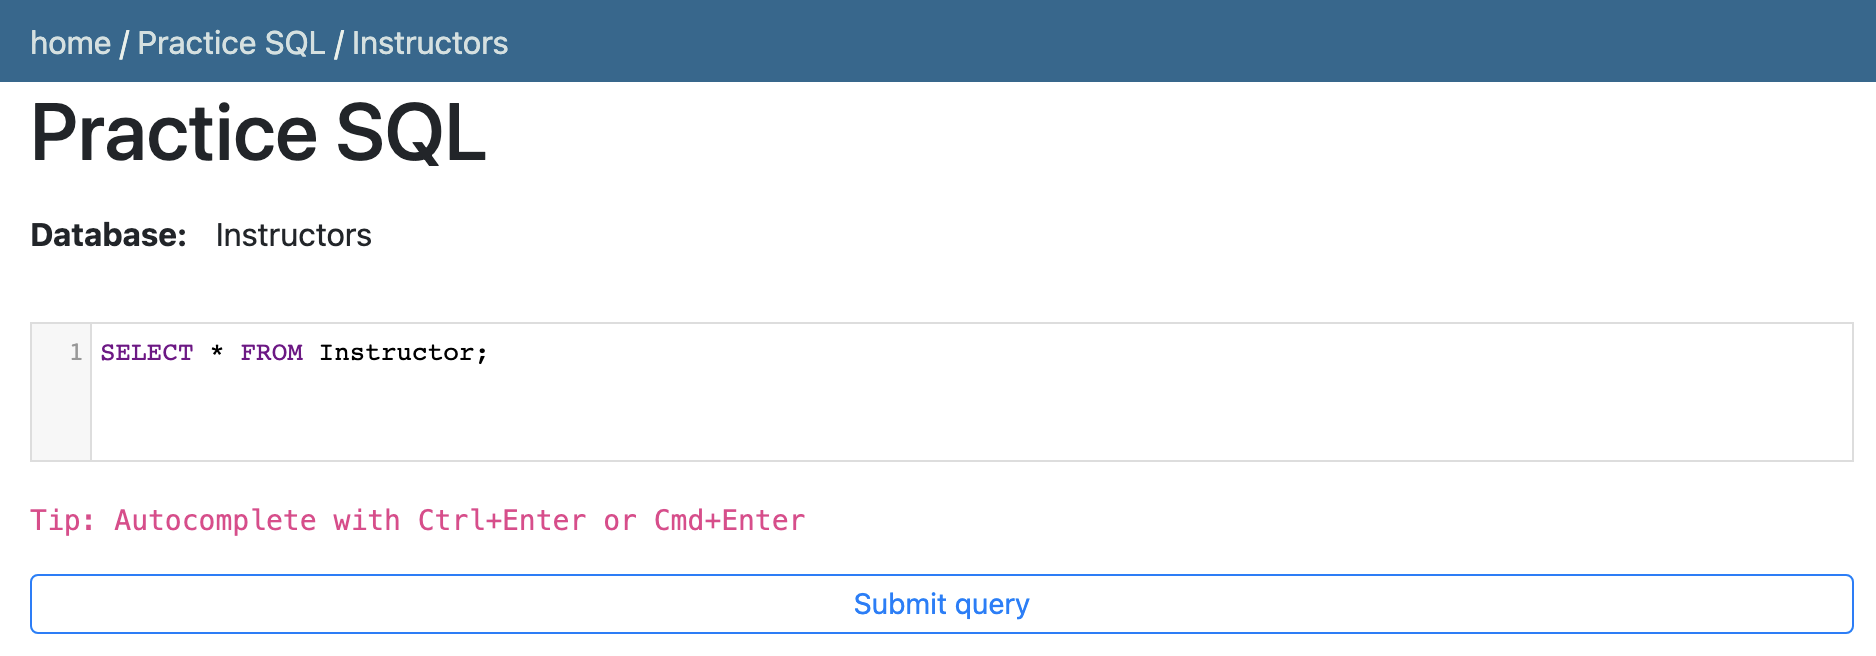 home / Practice SQL / Instructors
Practice SQL
Database: Instructors
1 SELECT * FROM Instructor;
Tip: Autocomplete with Ctrl+Enter or Cmd+Enter
Submit query